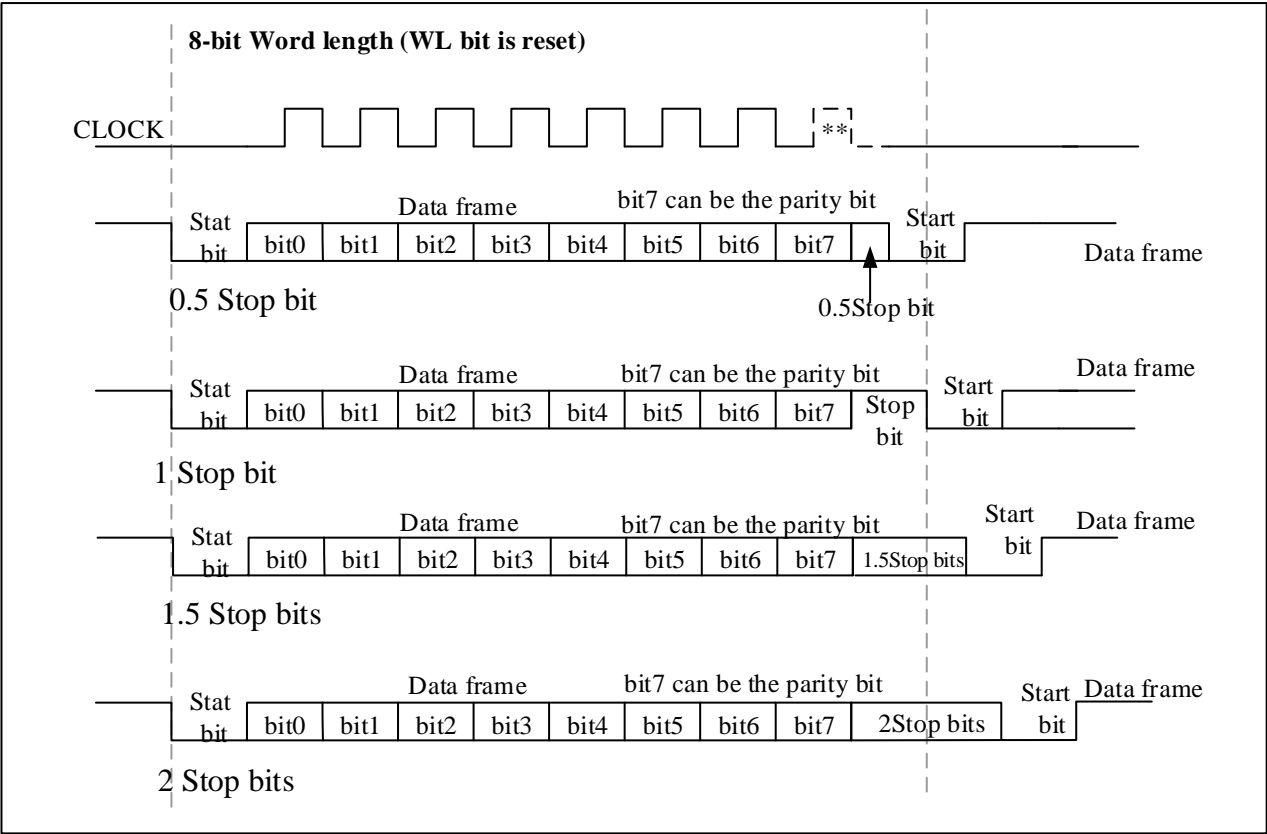 8-bit Word length (WL bit is reset)
CLOCK
**
Stat bit
Data frame
bit7 can be the parity bit
Start bit
bit0 bit1 bit2 bit3 bit4 bit5 bit6 bit7
Data frame
0.5 Stop bit
0.5Stop bit
Stat bit
Data frame
bit7 can be the parity bit
Start bit
Data frame
bit0 bit1 bit2 bit3 bit4 bit5 bit6 bit7
Stop bit
1 Stop bit
Stat bit
Data frame
bit7 can be the parity bit
Start bit
Data frame
bit0 bit1 bit2 bit3 bit4 bit5 bit6 bit7 1.5Stop bits
1.5 Stop bits
Stat bit
Data frame
bit7 can be the parity bit
Start bit
Data frame
bit0 bit1 bit2 bit3 bit4 bit5 bit6 bit7 2Stop bits
2 Stop bits